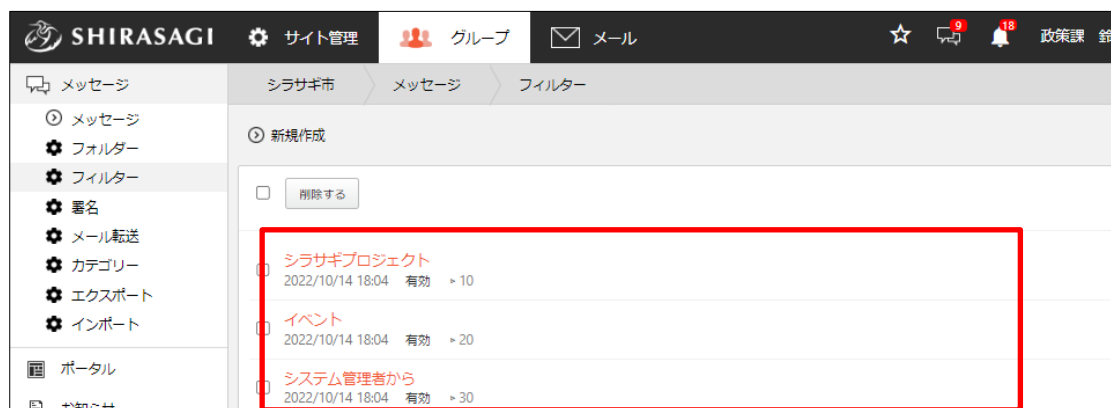 SHIRASAGI サイト管理 グループ メール 9 18 政策課
メッセージ
シラサギ市 メッセージ フィルター
メッセージ
フォルダー
フィルター
署名
メール転送
カテゴリー
エクスポート
インポート
ポータル
新規作成
削除する
シラサギプロジェクト
2022/10/14 18:04 有効 10
イベント
2022/10/14 18:04 有効 20
システム管理者から
2022/10/14 18:04 有効 30